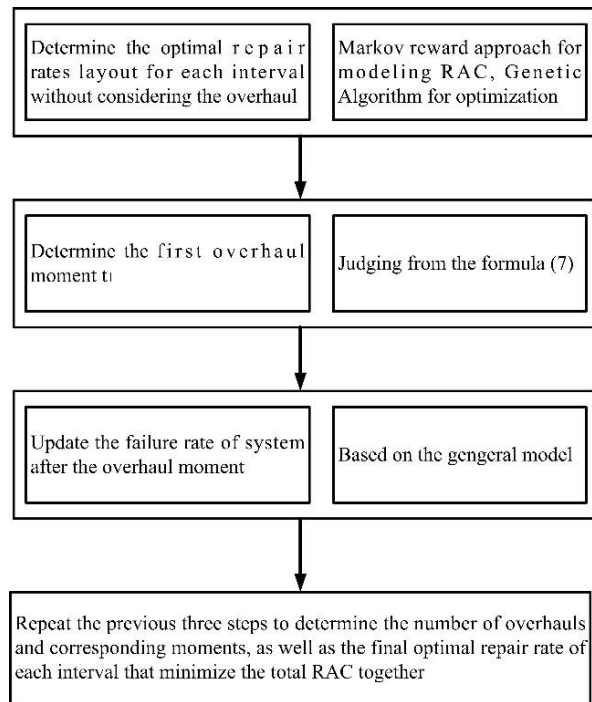 Determine the optimal repair
rates layout for each interval
without considering the overhaul
Markov reward approach for
modeling RAC, Genetic
Algorithm for optimization
Determine the first overhaul
moment t1
Judging from the formula (7)
Update the failure rate of system
after the overhaul moment
Based on the gengeral model
Repeat the previous three steps to determine the number of overhauls
and corresponding moments, as well as the final optimal repair rate of
each interval that minimize the total RAC together